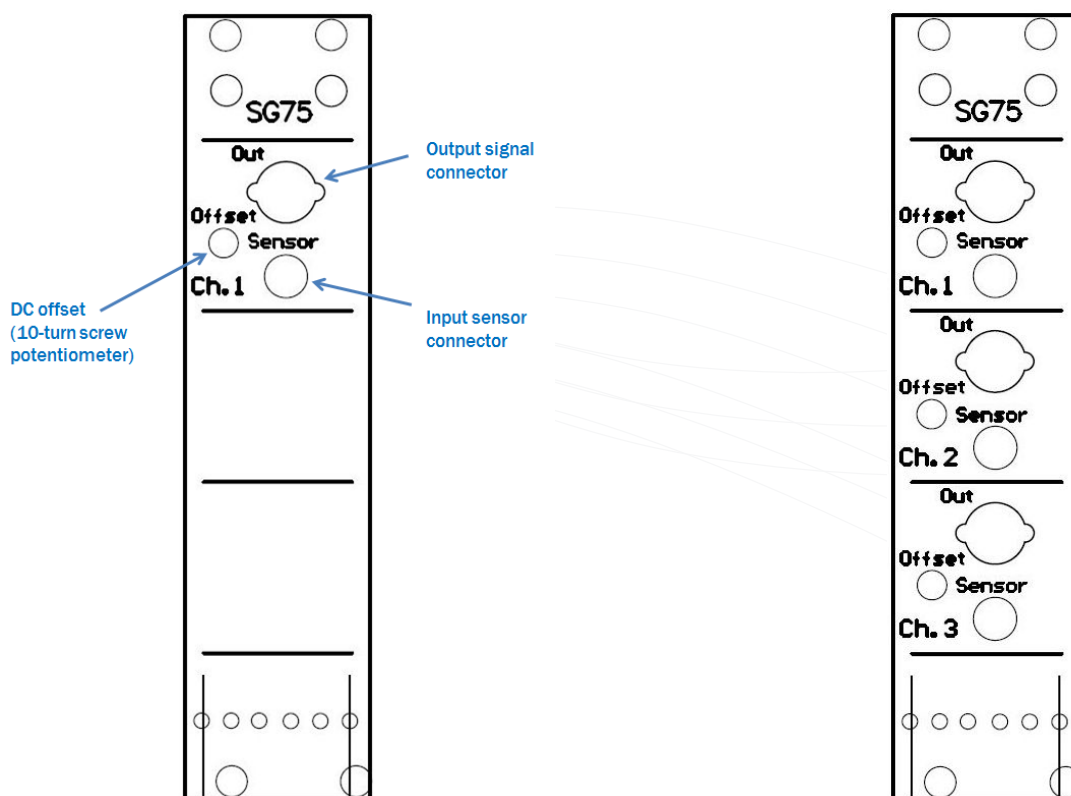 SG75
Out
Offset
Sensor
Ch.1
Output signal
connector
DC offset
(10-turn screw
potentiometer)
Input sensor
connector
SG75
Out
Offset
Sensor
Ch.1
Out
Offset
Sensor
Ch.2
Out
Offset
Sensor
Ch.3